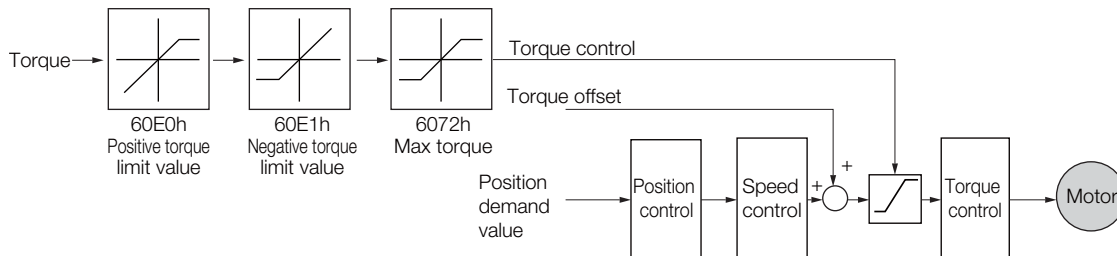 Torque
60E0h
Positive torque
limit value
60E1h
Negative torque
limit value
6072h
Max torque
Torque control
Torque offset
Position
demand
value
Position
control
Speed
control
+
+
Torque
control
Motor